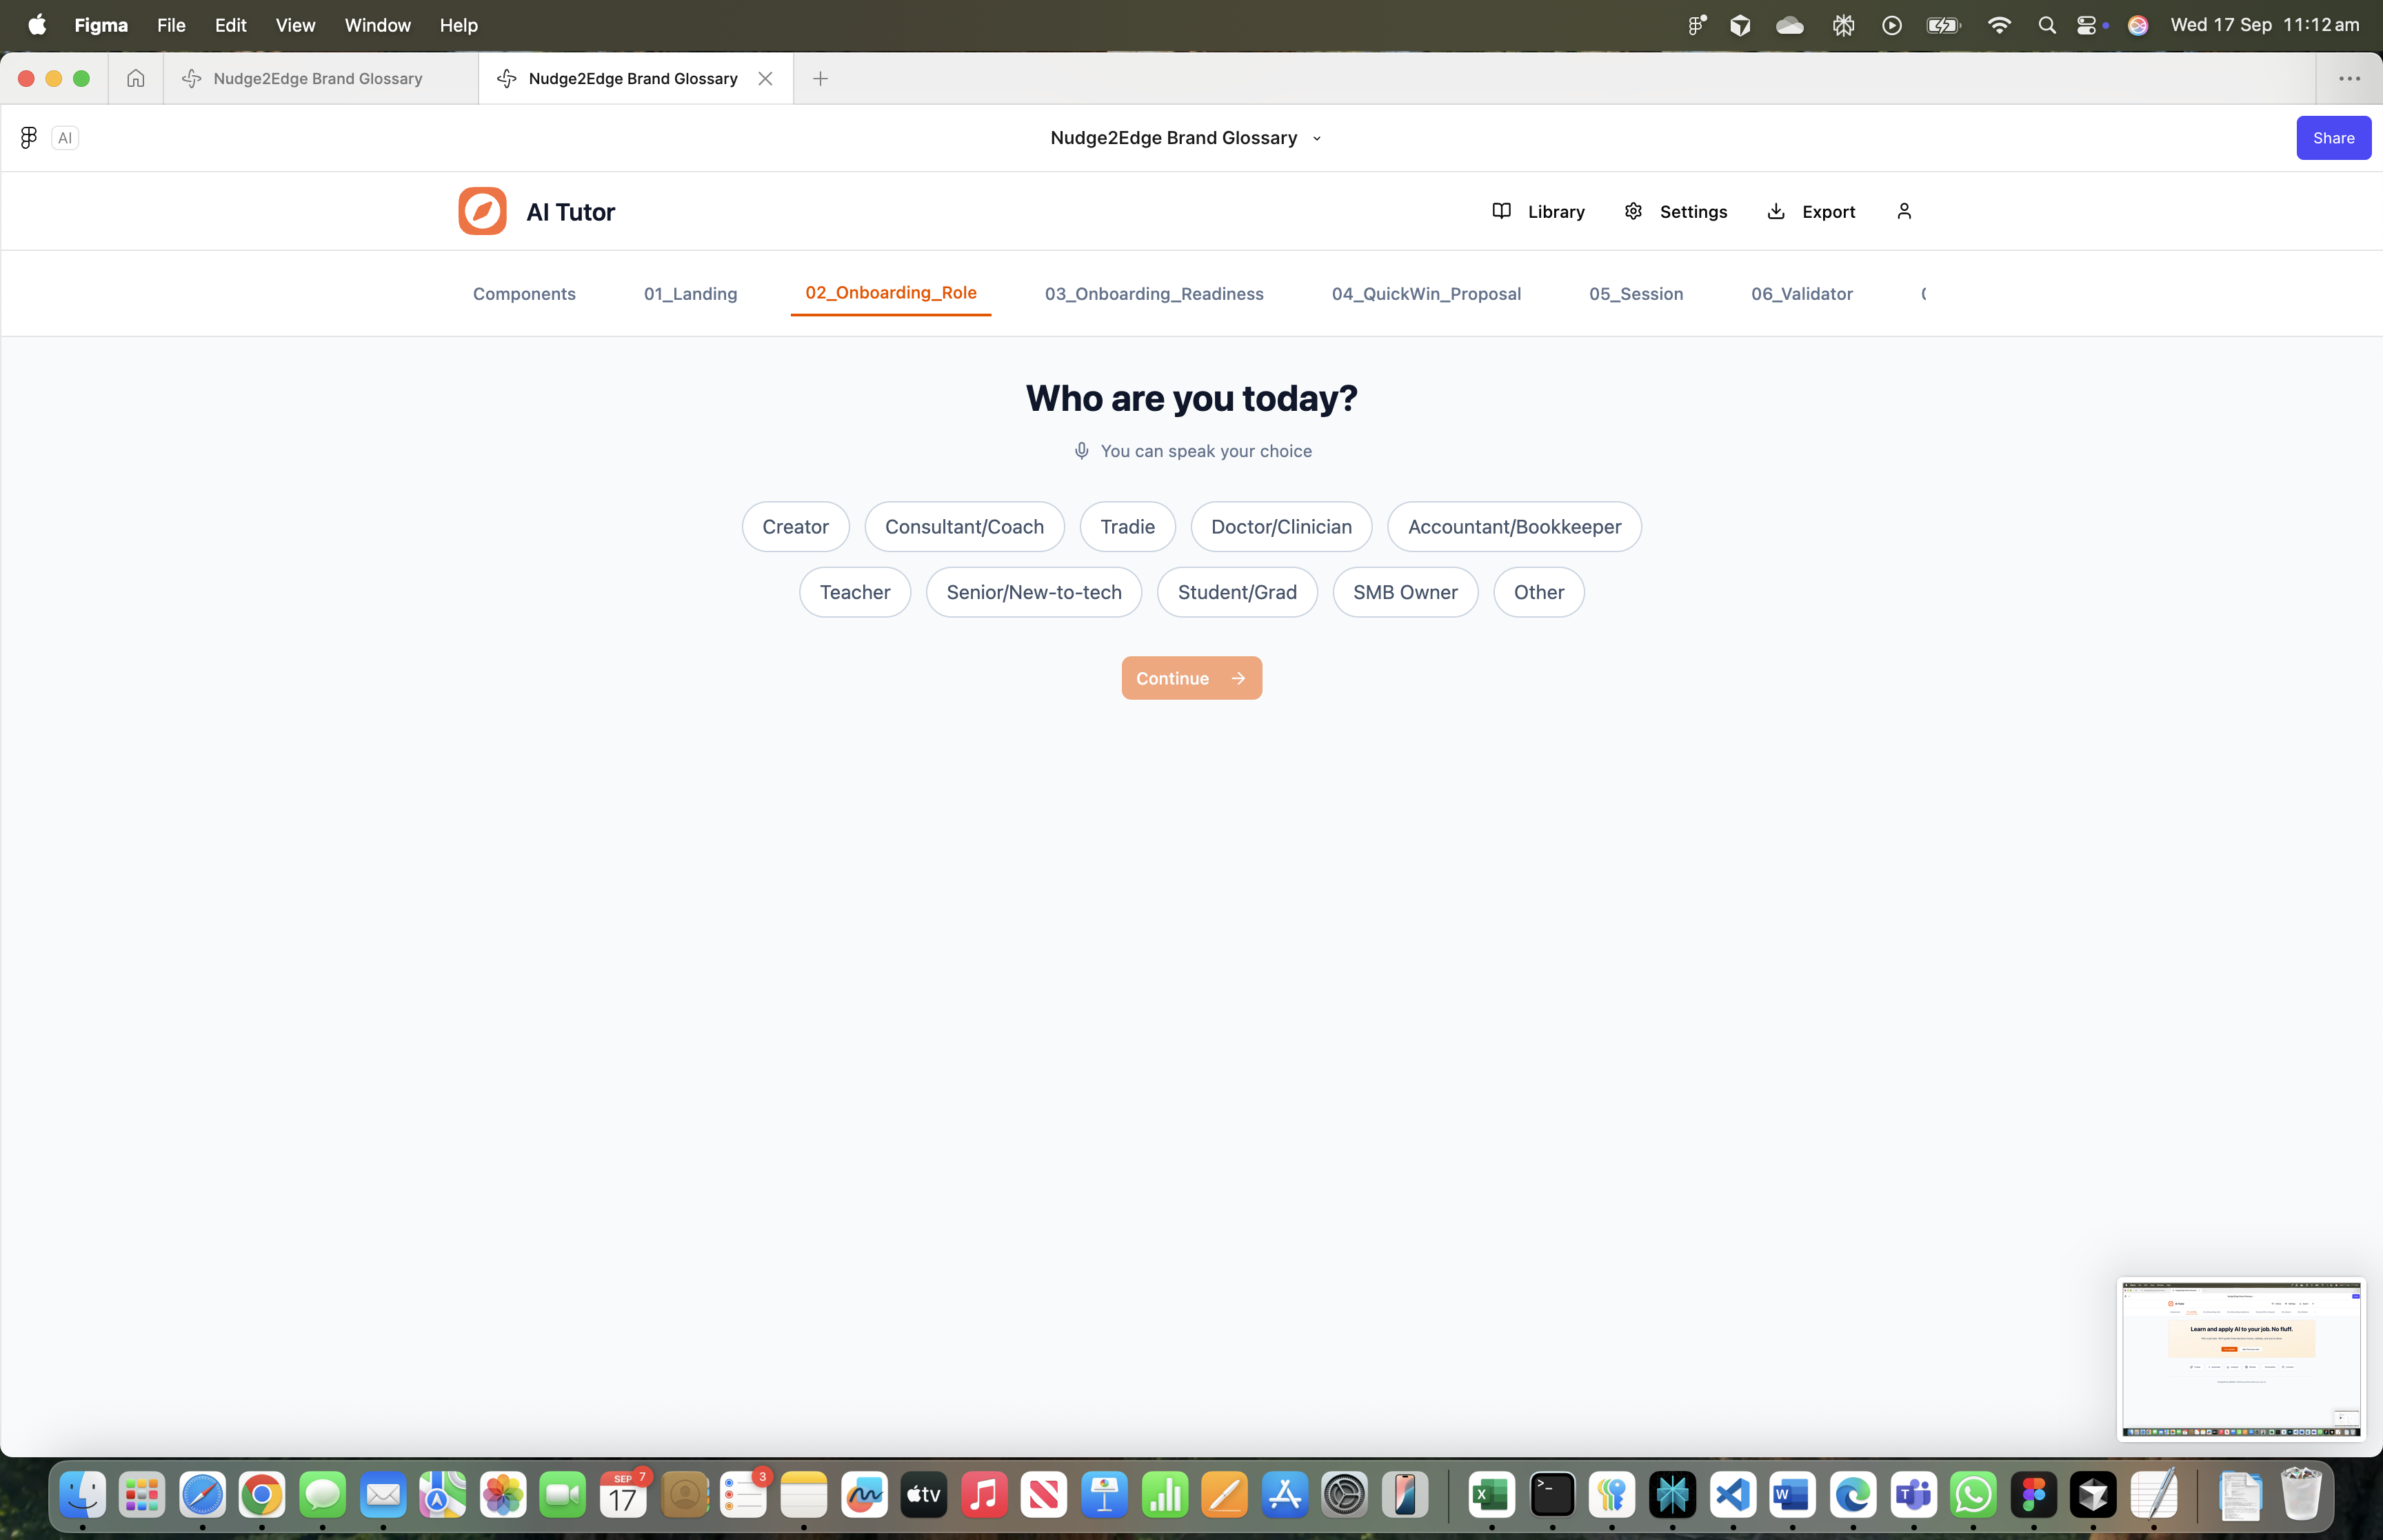 Figma File Edit View Window Help Wed 17 Sep 11:12 am
Nudge2Edge Brand Glossary Nudge2Edge Brand Glossary
AI Nudge2Edge Brand Glossary Share
AI Tutor Library Settings Export
Components 01_Landing 02_Onboarding_Role 03_Onboarding_Readiness 04_QuickWin_Proposal 05_Session 06_Validator
Who are you today?
You can speak your choice
Creator Consultant/Coach Tradie Doctor/Clinician Accountant/Bookkeeper
Teacher Senior/New-to-tech Student/Grad SMB Owner Other
Continue
Learn and apply AI to your job. No fluff.
SEP 7 3
17 tv